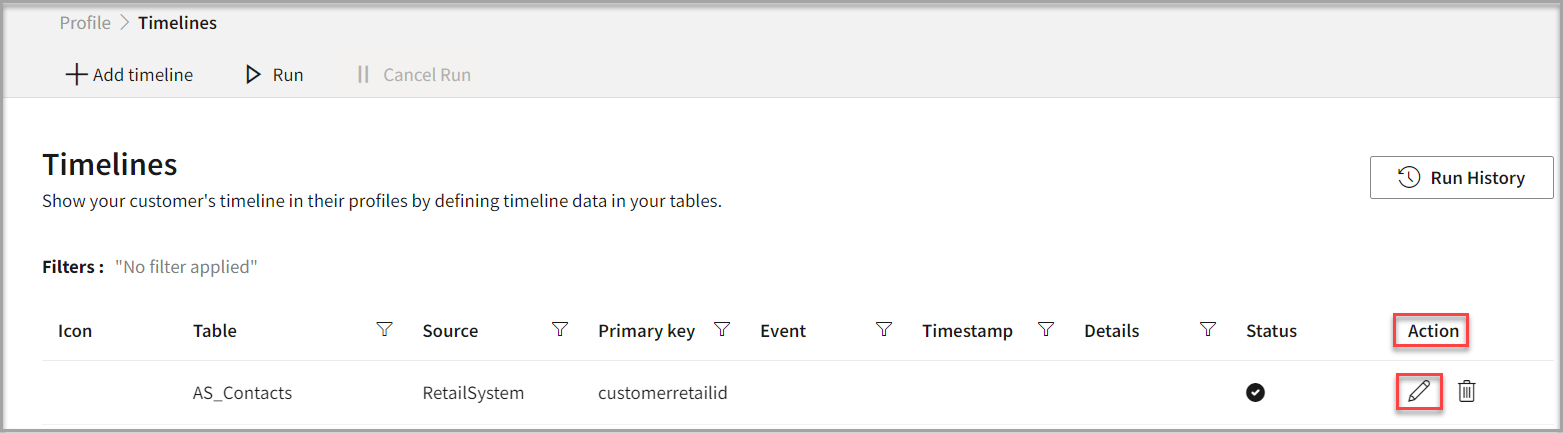 Profile > Timelines
Add timeline Run Cancel Run
Timelines
Run History
Show your customer's timeline in their profiles by defining timeline data in your tables.
Filters : "No filter applied"
Icon Table Source Primary key Event Timestamp Details Status Action
AS_Contacts RetailSystem customerretailid